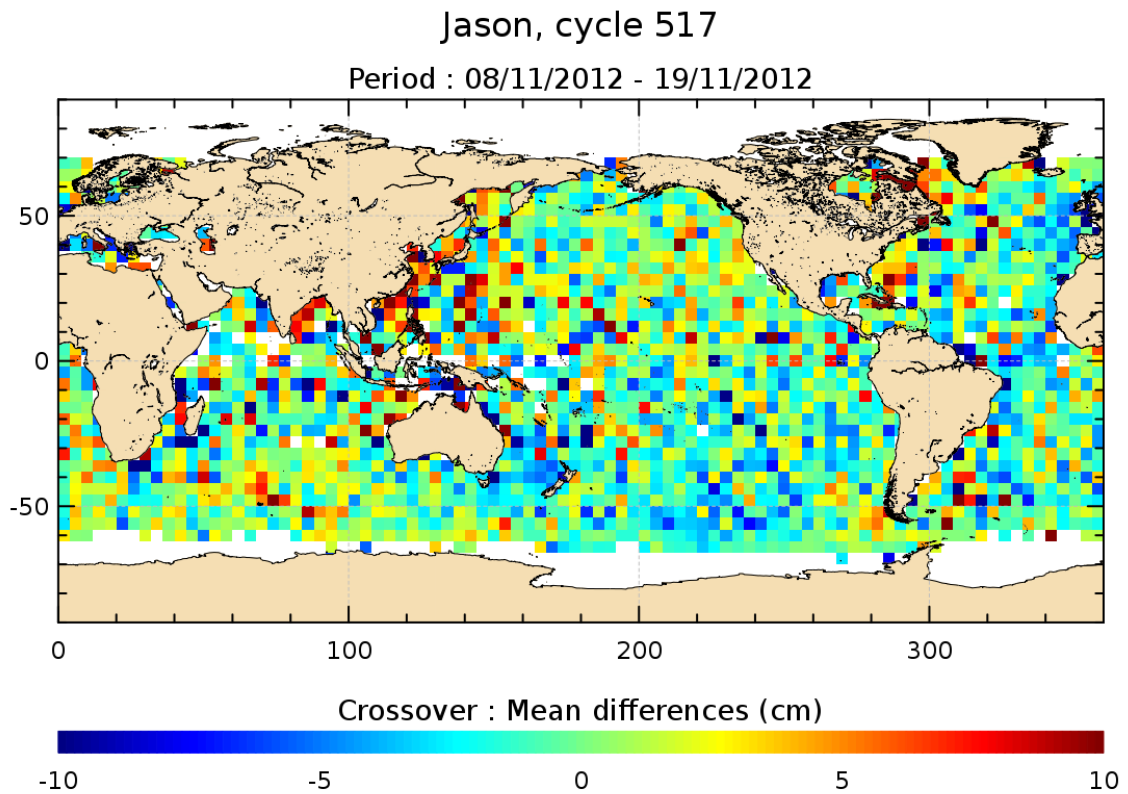 Jason, cycle 517
Period : 08/11/2012 - 19/11/2012
50
0
-50
0 100 200 300
Crossover : Mean differences (cm)
-10 -5 0 5 10